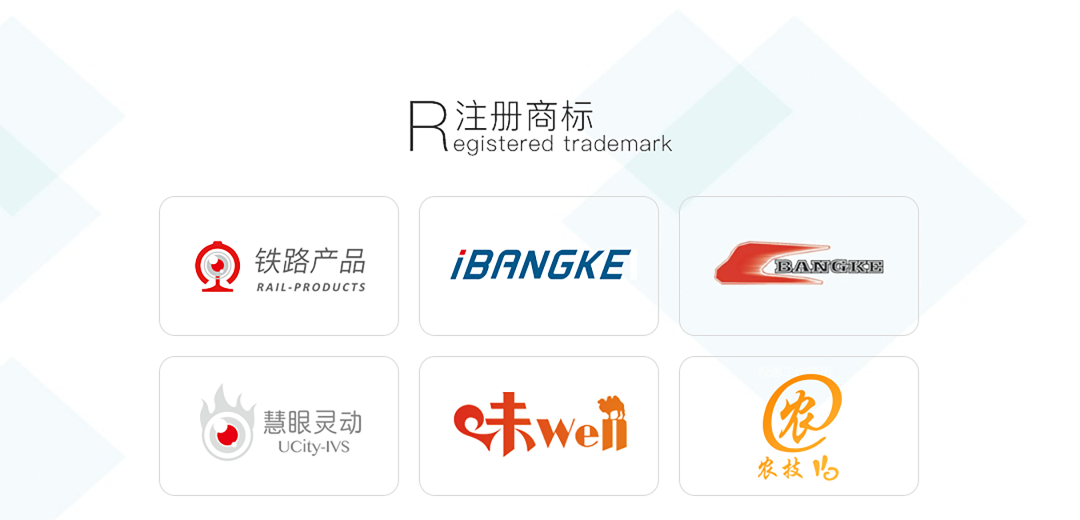 注册商标
Registered trademark
铁路产品
RAIL-PRODUCTS
iBANGKE
BANGKE
慧眼灵动
UCity-IVS
味Well
农
农技